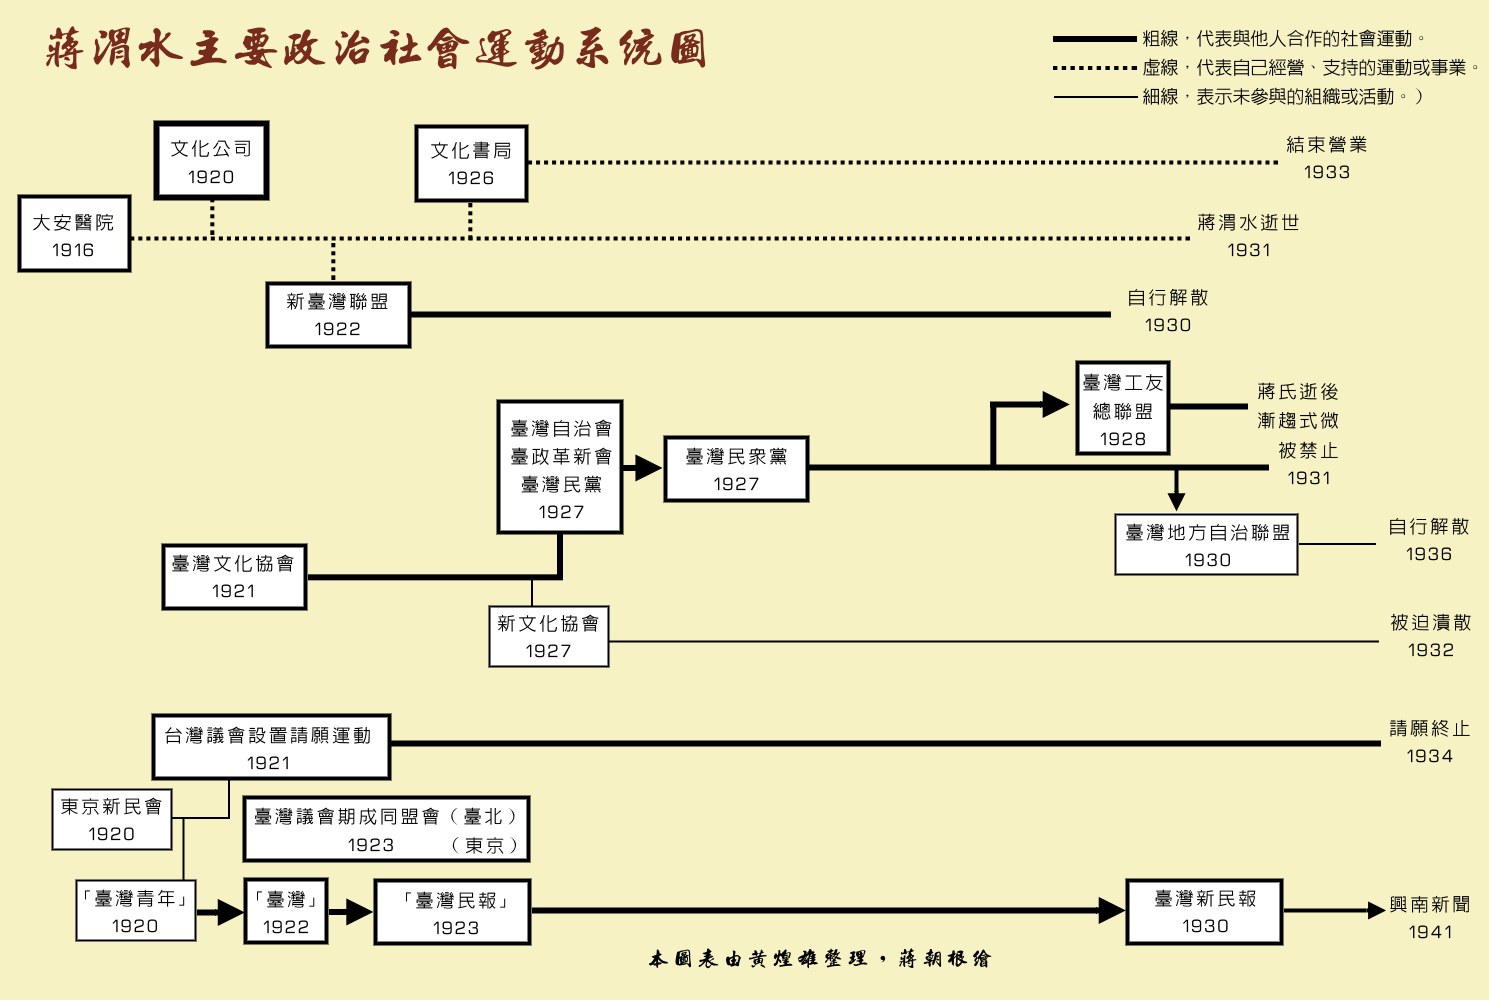 蔣渭水主要政治社會運動系統圖
粗線，代表與他人合作的社會運動。
虛線，代表自己經營、支持的運動或事業。
細線，表示未參與的組織或活動。）
文化公司
1920
文化書局
1926
結束營業
1933
大安醫院
1916
蔣渭水逝世
1931
新臺灣聯盟
1922
自行解散
1930
臺灣工友
總聯盟
1928
蔣氏逝後
漸趨式微
被禁止
1931
臺灣自治會
臺政革新會
臺灣民黨
1927
臺灣民衆黨
1927
臺灣地方自治聯盟
1930
自行解散
1936
臺灣文化協會
1921
新文化協會
1927
被迫潰散
1932
台灣議會設置請願運動
1921
請願終止
1934
東京新民會
1920
臺灣議會期成同盟會（臺北）
1923 （東京）
「臺灣青年」
1920
「臺灣」
1922
「臺灣民報」
1923
臺灣新民報
1930
興南新聞
1941
本圖表由黃煌雄整理，蔣朝根繪